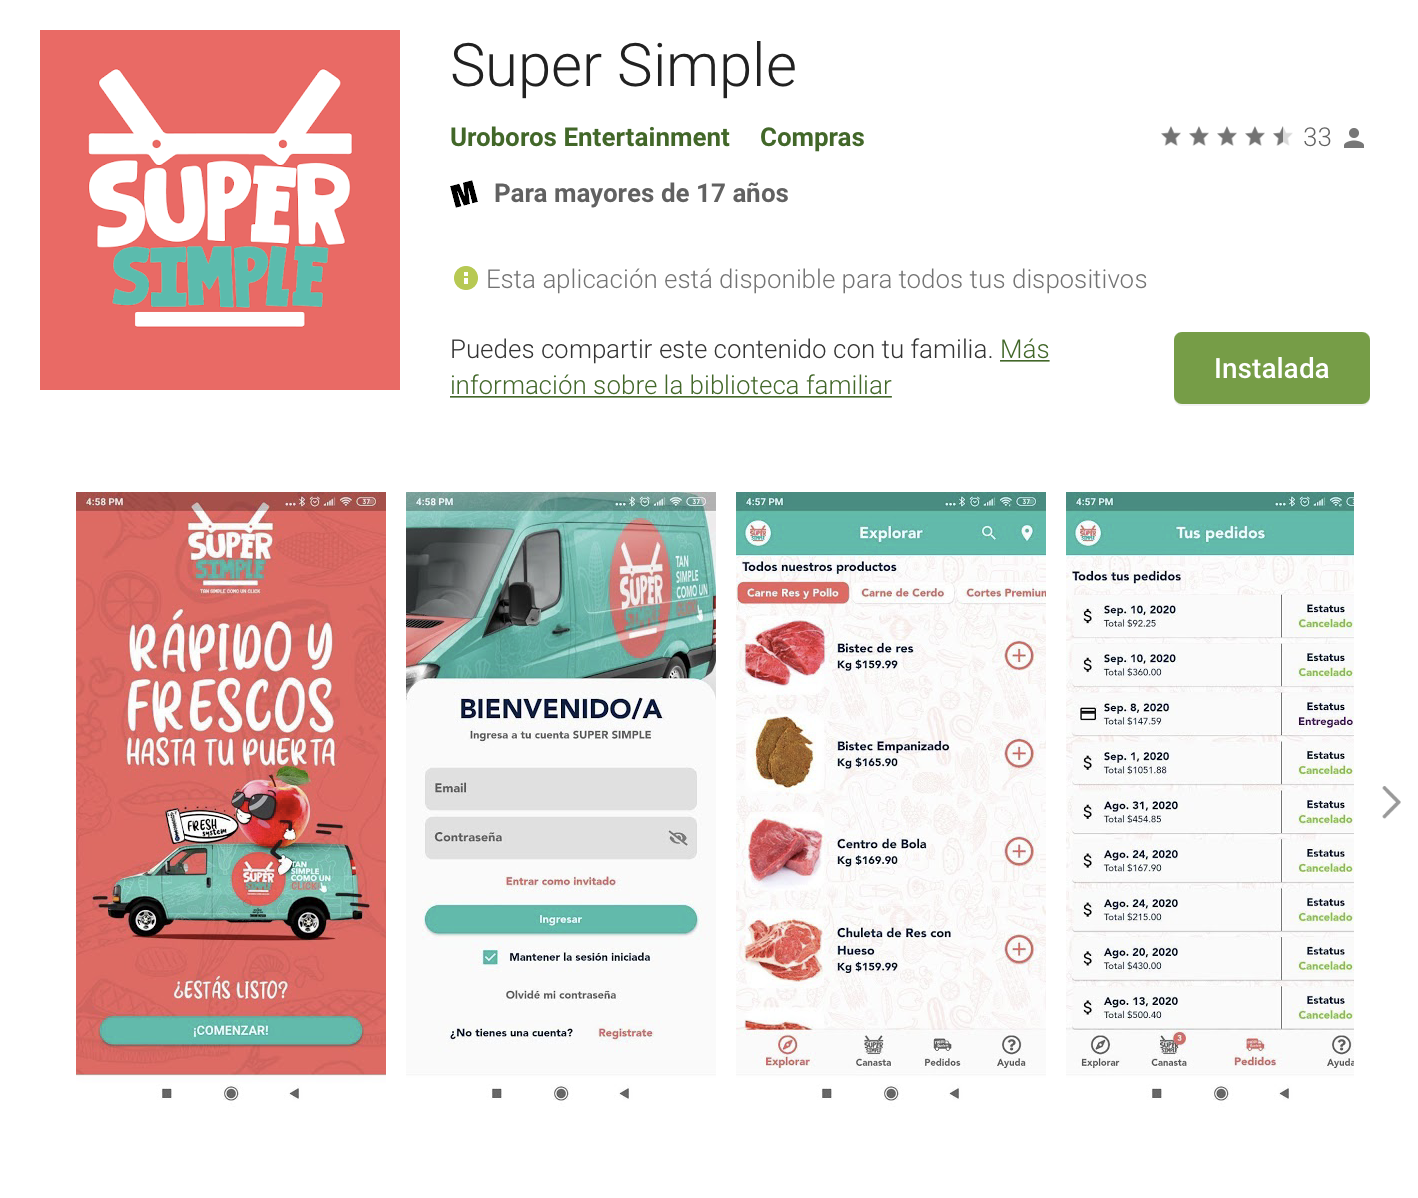 SUPER
SIMPLE
Super Simple
Uroboros Entertainment Compras
33
Para mayores de 17 años
Esta aplicación está disponible para todos tus dispositivos
Puedes compartir este contenido con tu familia. Más
información sobre la biblioteca familiar
Instalada
4:58 PM
37
SUPER
SIMPLE
TAN SIMPLE COMO UN CLICK
RÁPIDO Y
FRESCOS
HASTA TU PUERTA
FRESH
system
SUPER
SIMPLE
TAN
SIMPLE
COMO UN
CLICK
¿ESTÁS LISTO?
¡COMENZAR!
4:58 PM
37
SUPER
SIMPLE
TAN
SIMPLE
COMO UN
CLICK
BIENVENIDO/A
Ingresa a tu cuenta SUPER SIMPLE
Email
Contraseña
Entrar como invitado
Ingresar
Mantener la sesión iniciada
Olvidé mi contraseña
¿No tienes una cuenta? Registrate
4:57 PM
37
Explorar
Todos nuestros productos
Carne Res y Pollo Carne de Cerdo Cortes Premium
Bistec de res
Kg $159.99
Bistec Empanizado
Kg $165.90
Centro de Bola
Kg $169.90
Chuleta de Res con
Hueso
Kg $159.99
Explorar Canasta Pedidos Ayuda
4:57 PM
Tus pedidos
Todos tus pedidos
Sep. 10, 2020 Estatus
Total $92.25 Cancelado
Sep. 10, 2020 Estatus
Total $360.00 Cancelado
Sep. 8, 2020 Estatus
Total $147.59 Entregado
Sep. 1, 2020 Estatus
Total $1051.88 Cancelado
Ago. 31, 2020 Estatus
Total $454.85 Cancelado
Ago. 24, 2020 Estatus
Total $167.90 Cancelado
Ago. 24, 2020 Estatus
Total $215.00 Cancelado
Ago. 20, 2020 Estatus
Total $430.00 Cancelado
Ago. 13, 2020 Estatus
Total $500.40 Cancelado
3
Explorar Canasta Pedidos Ayuda